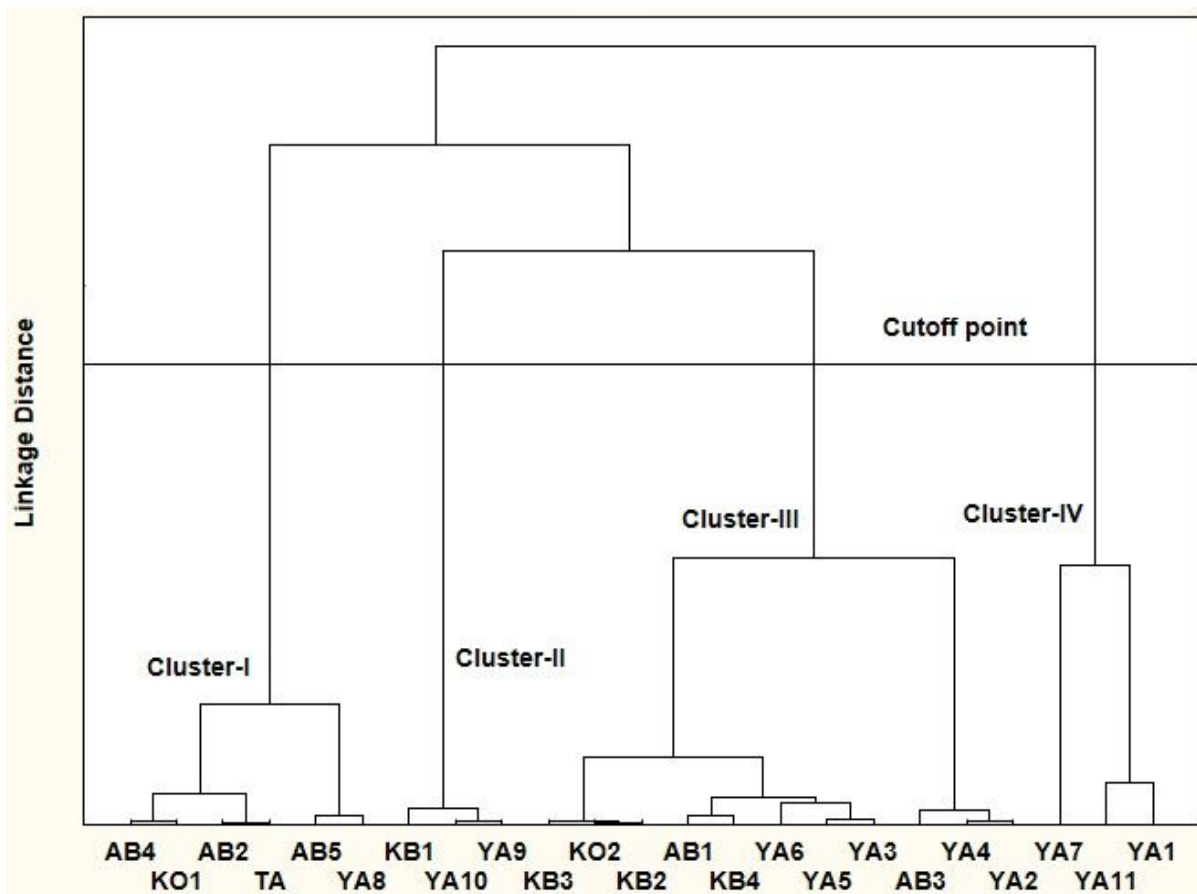 Linkage Distance
Cutoff point
Cluster-III
Cluster-IV
Cluster-I
Cluster-II
AB4 AB2 AB5 KB1 YA9 KO2 AB1 YA6 YA3 YA4 YA7 YA1
KO1 TA YA8 YA10 KB3 KB2 KB4 YA5 AB3 YA2 YA11